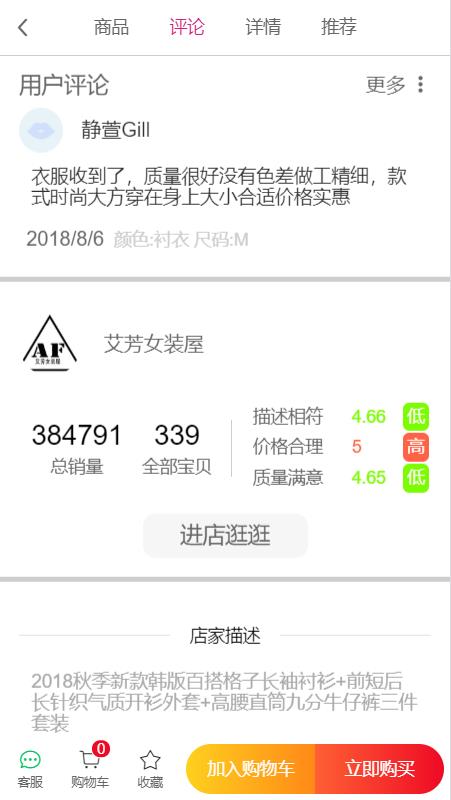 商品 评论 详情 推荐
用户评论 更多
静萱Gill
衣服收到了，质量很好没有色差做工精细，款
式时尚大方穿在身上大小合适价格实惠
2018/8/6 颜色:衬衣 尺码:M
AF
艾芳女装屋
艾芳女装屋
384791 339
总销量 全部宝贝
描述相符 4.66 低
价格合理 5 高
质量满意 4.65 低
进店逛逛
店家描述
2018秋季新款韩版百搭格子长袖衬衫+前短后
长针织气质开衫外套+高腰直筒九分牛仔裤三件
套装
0
客服 购物车 收藏 加入购物车 立即购买